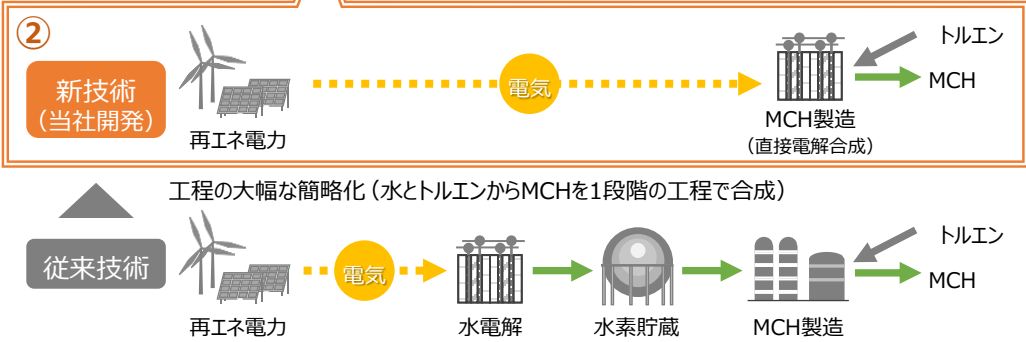 ②
新技術
（当社開発）
再エネ電力
電気
MCH製造
（直接電解合成）
トルエン
MCH
工程の大幅な簡略化（水とトルエンからMCHを1段階の工程で合成）
従来技術
再エネ電力
電気
水電解
水素貯蔵
MCH製造
トルエン
MCH